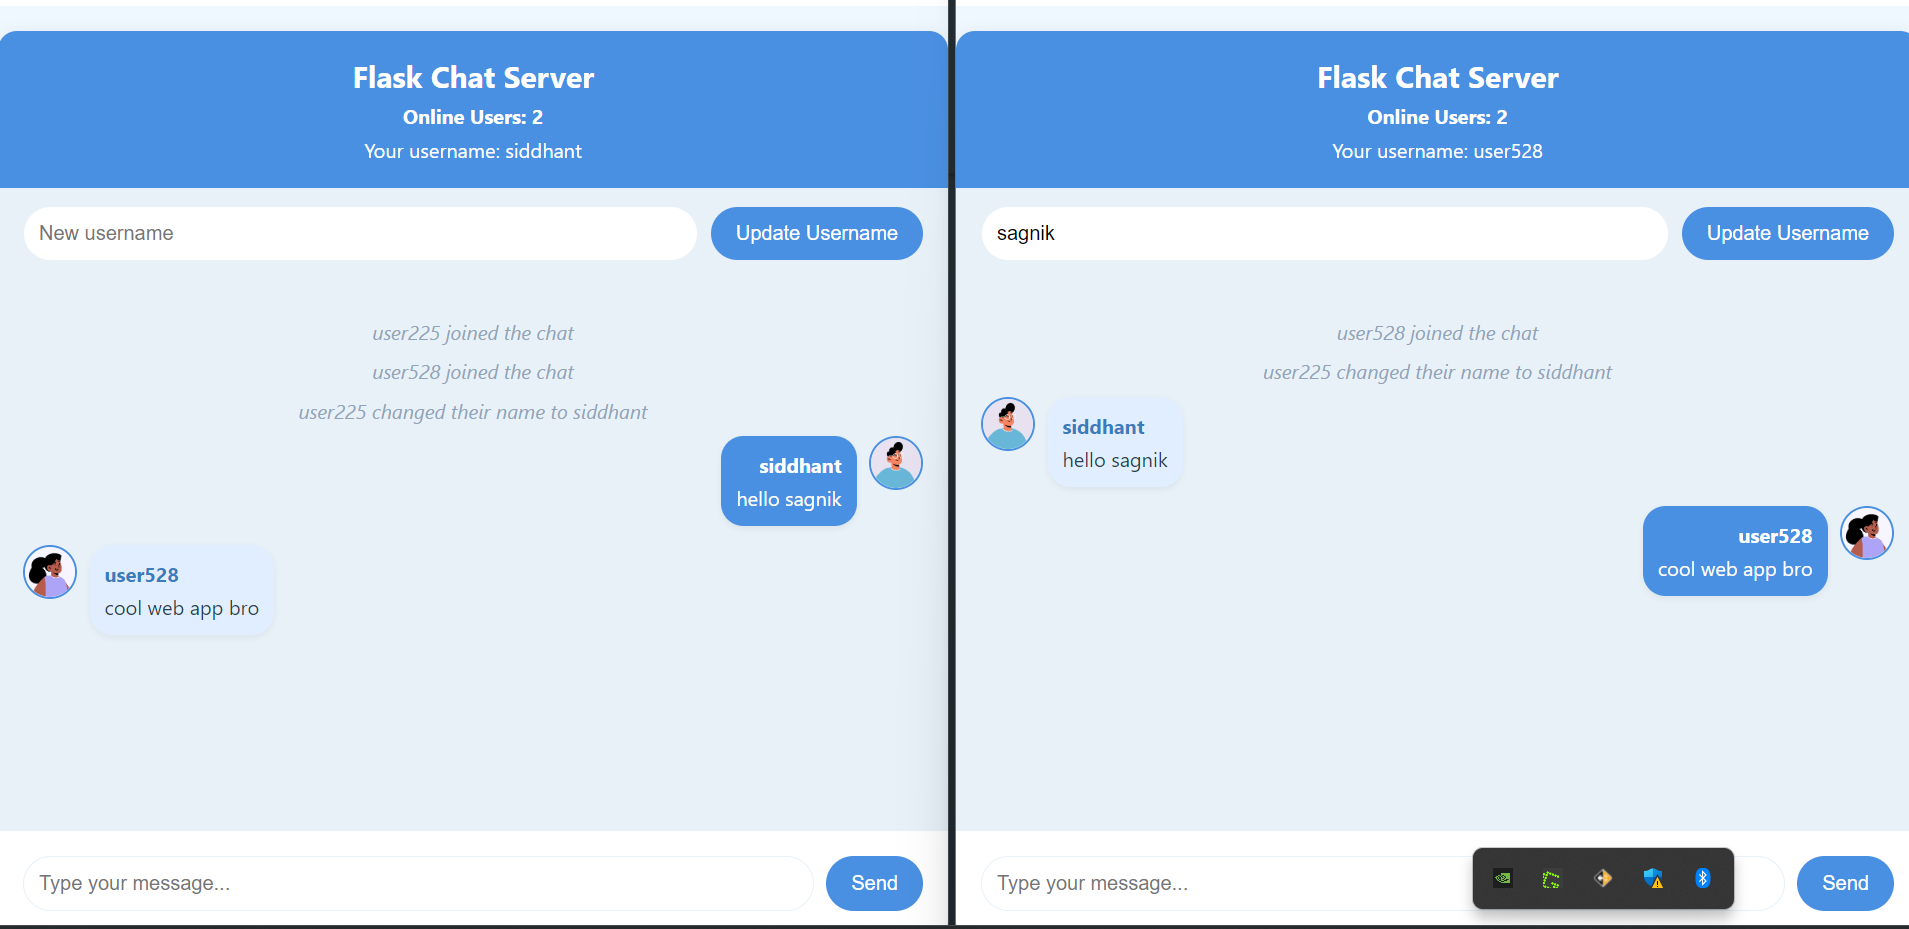 Flask Chat Server
Online Users: 2
Your username: siddhant
New username
Update Username
user225 joined the chat
user528 joined the chat
user225 changed their name to siddhant
siddhant
hello sagnik
user528
cool web app bro
Type your message...
Send
Flask Chat Server
Online Users: 2
Your username: user528
sagnik
Update Username
user528 joined the chat
user225 changed their name to siddhant
siddhant
hello sagnik
user528
cool web app bro
Type your message...
Send